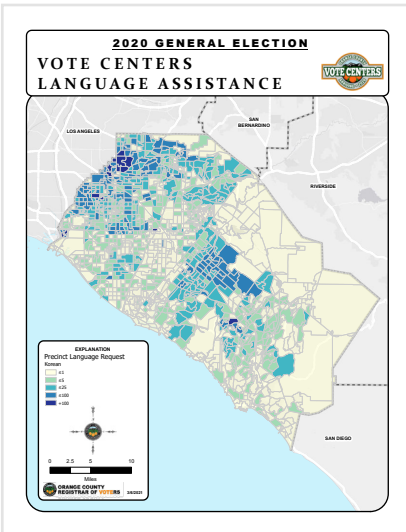 2020 GENERAL ELECTION
VOTE CENTERS
LANGUAGE ASSISTANCE
VOTE CENTERS
SAN
BERNARDINO
LOS ANGELES
RIVERSIDE
SAN DIEGO
EXPLANATION
Precinct Language Request
Korean
≤1
≤5
≤25
≤100
>100
0 2.5 5 10
Miles
ORANGE COUNTY
REGISTRAR OF VOTERS